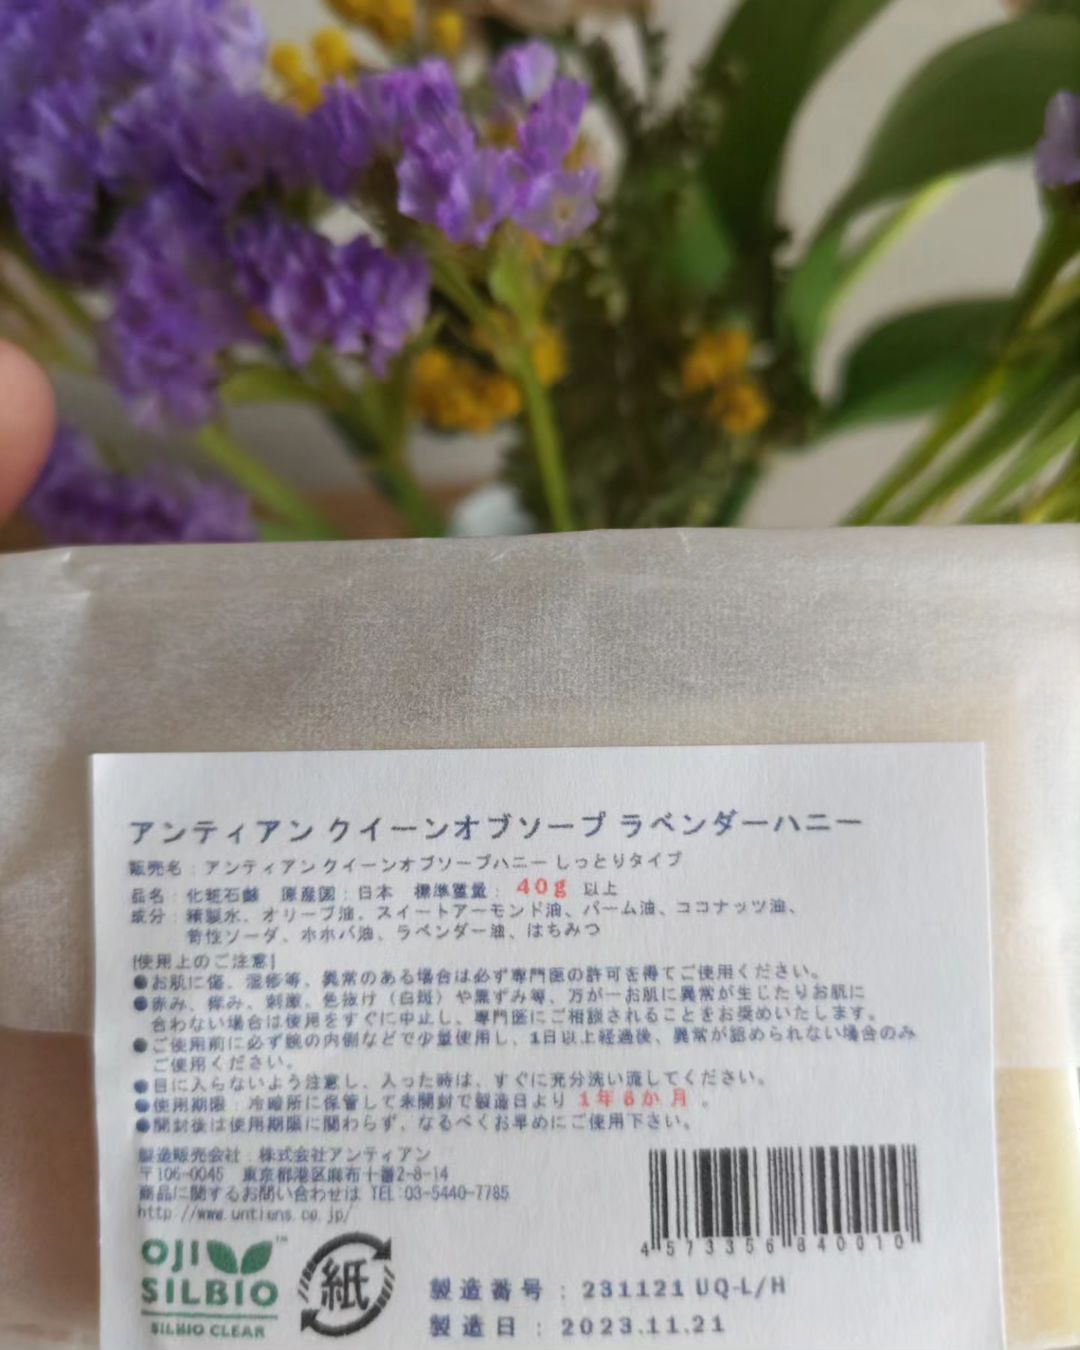 アンティアン クイーンオブソープ ラベンダーハニー
販売名：アンティアン クイーンオブソープハニー しっとりタイプ
品名：化粧石鹸　原産国：日本　標準重量：40g 以上
成分：精製水、オリーブ油、スイートアーモンド油、パーム油、ココナッツ油、
苛性ソーダ、ホホバ油、ラベンダー油、はちみつ
[使用上のご注意]
●お肌に傷、湿疹等、異常のある場合は必ず専門医の許可を得てご使用ください。
●赤み、痒み、刺激、色抜け（白斑）や黒ずみ等、万が一お肌に異常が生じたりお肌に
合わない場合は使用をすぐに中止し、専門医にご相談されることをお奨めいたします。
●ご使用前に必ず腕の内側などで少量使用し、1日以上経過後、異常が認められない場合のみ
ご使用ください。
●目に入らないよう注意し、入った時は、すぐに充分洗い流してください。
●使用期限：冷暗所に保管して未開封で製造日より 1年6か月 。
●開封後は使用期限に関わらず、なるべくお早めにご使用下さい。
製造販売会社：株式会社アンティアン
〒106-0045　東京都港区麻布十番2-8-14
商品に関するお問い合わせは TEL:03-5440-7785
http://www.untiens.co.jp/
4 573356 840010
OJI™
SILBIO
SILBIO CLEAR
紙
製造番号：231121 UQ-L/H
製造日：2023.11.21